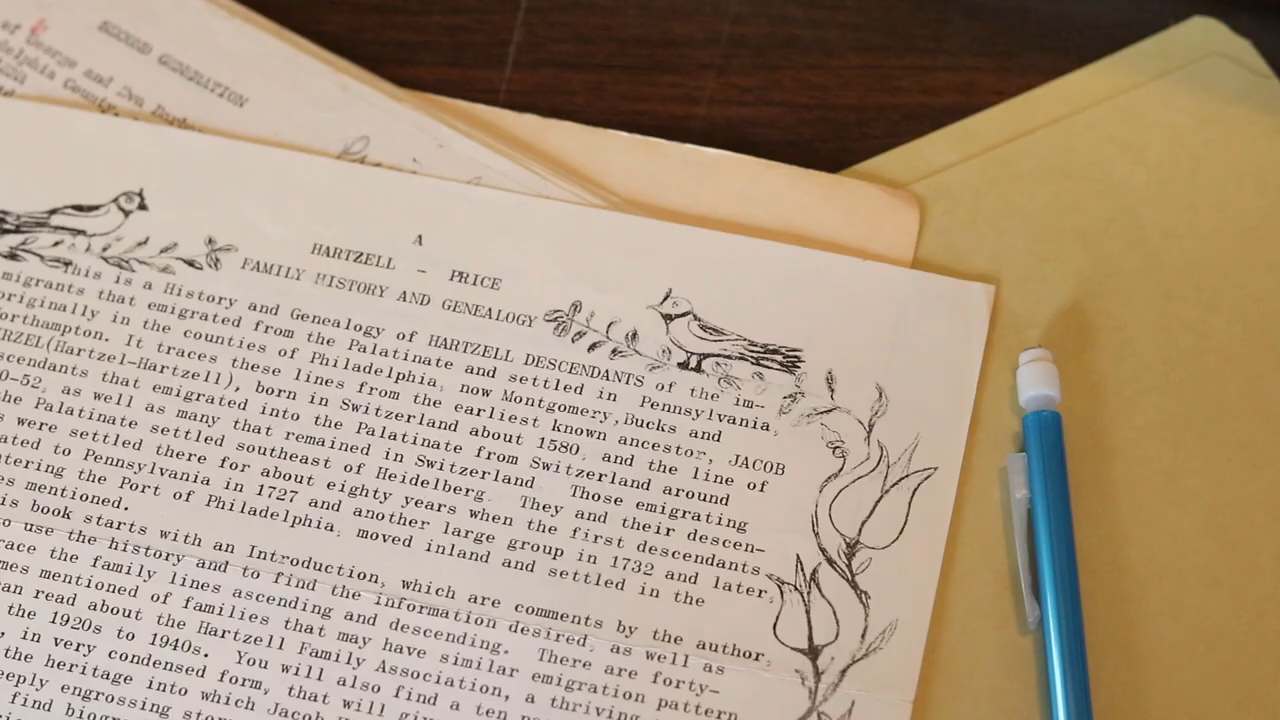 SECOND GENERATION
of George and Eva
delphia County,
A
HARTZELL - PRICE
FAMILY HISTORY AND GENEALOGY
This is a History and Genealogy of HARTZELL DESCENDANTS of the im-
migrants that emigrated from the Palatinate and settled in Pennsylvania,
originally in the counties of Philadelphia, now Montgomery, Bucks and
Northampton. It traces these lines from the earliest known ancestor, JACOB
(Hartzel-Hartzell), born in Switzerland about 1580, and the line of
scendants that emigrated into the Palatinate from Switzerland around
0-52, as well as many that remained in Switzerland. Those emigrating
the Palatinate settled southeast of Heidelberg. They and their descen-
s were settled there for about eighty years when the first descendants
ated to Pennsylvania in 1727 and another large group in 1732 and later,
ntering the Port of Philadelphia, moved inland and settled in the
es mentioned.
is book starts with an Introduction, which are comments by the author,
to use the history and to find the information desired, as well as
race the family lines ascending and descending. There are forty-
mes mentioned of families that may have similar emigration pattern
can read about the Hartzell Family Association, a thriving
the 1920s to 1940s. You will also find a ten
, in very condensed form, that will
the heritage into which Jacob
eeply engrossing
find